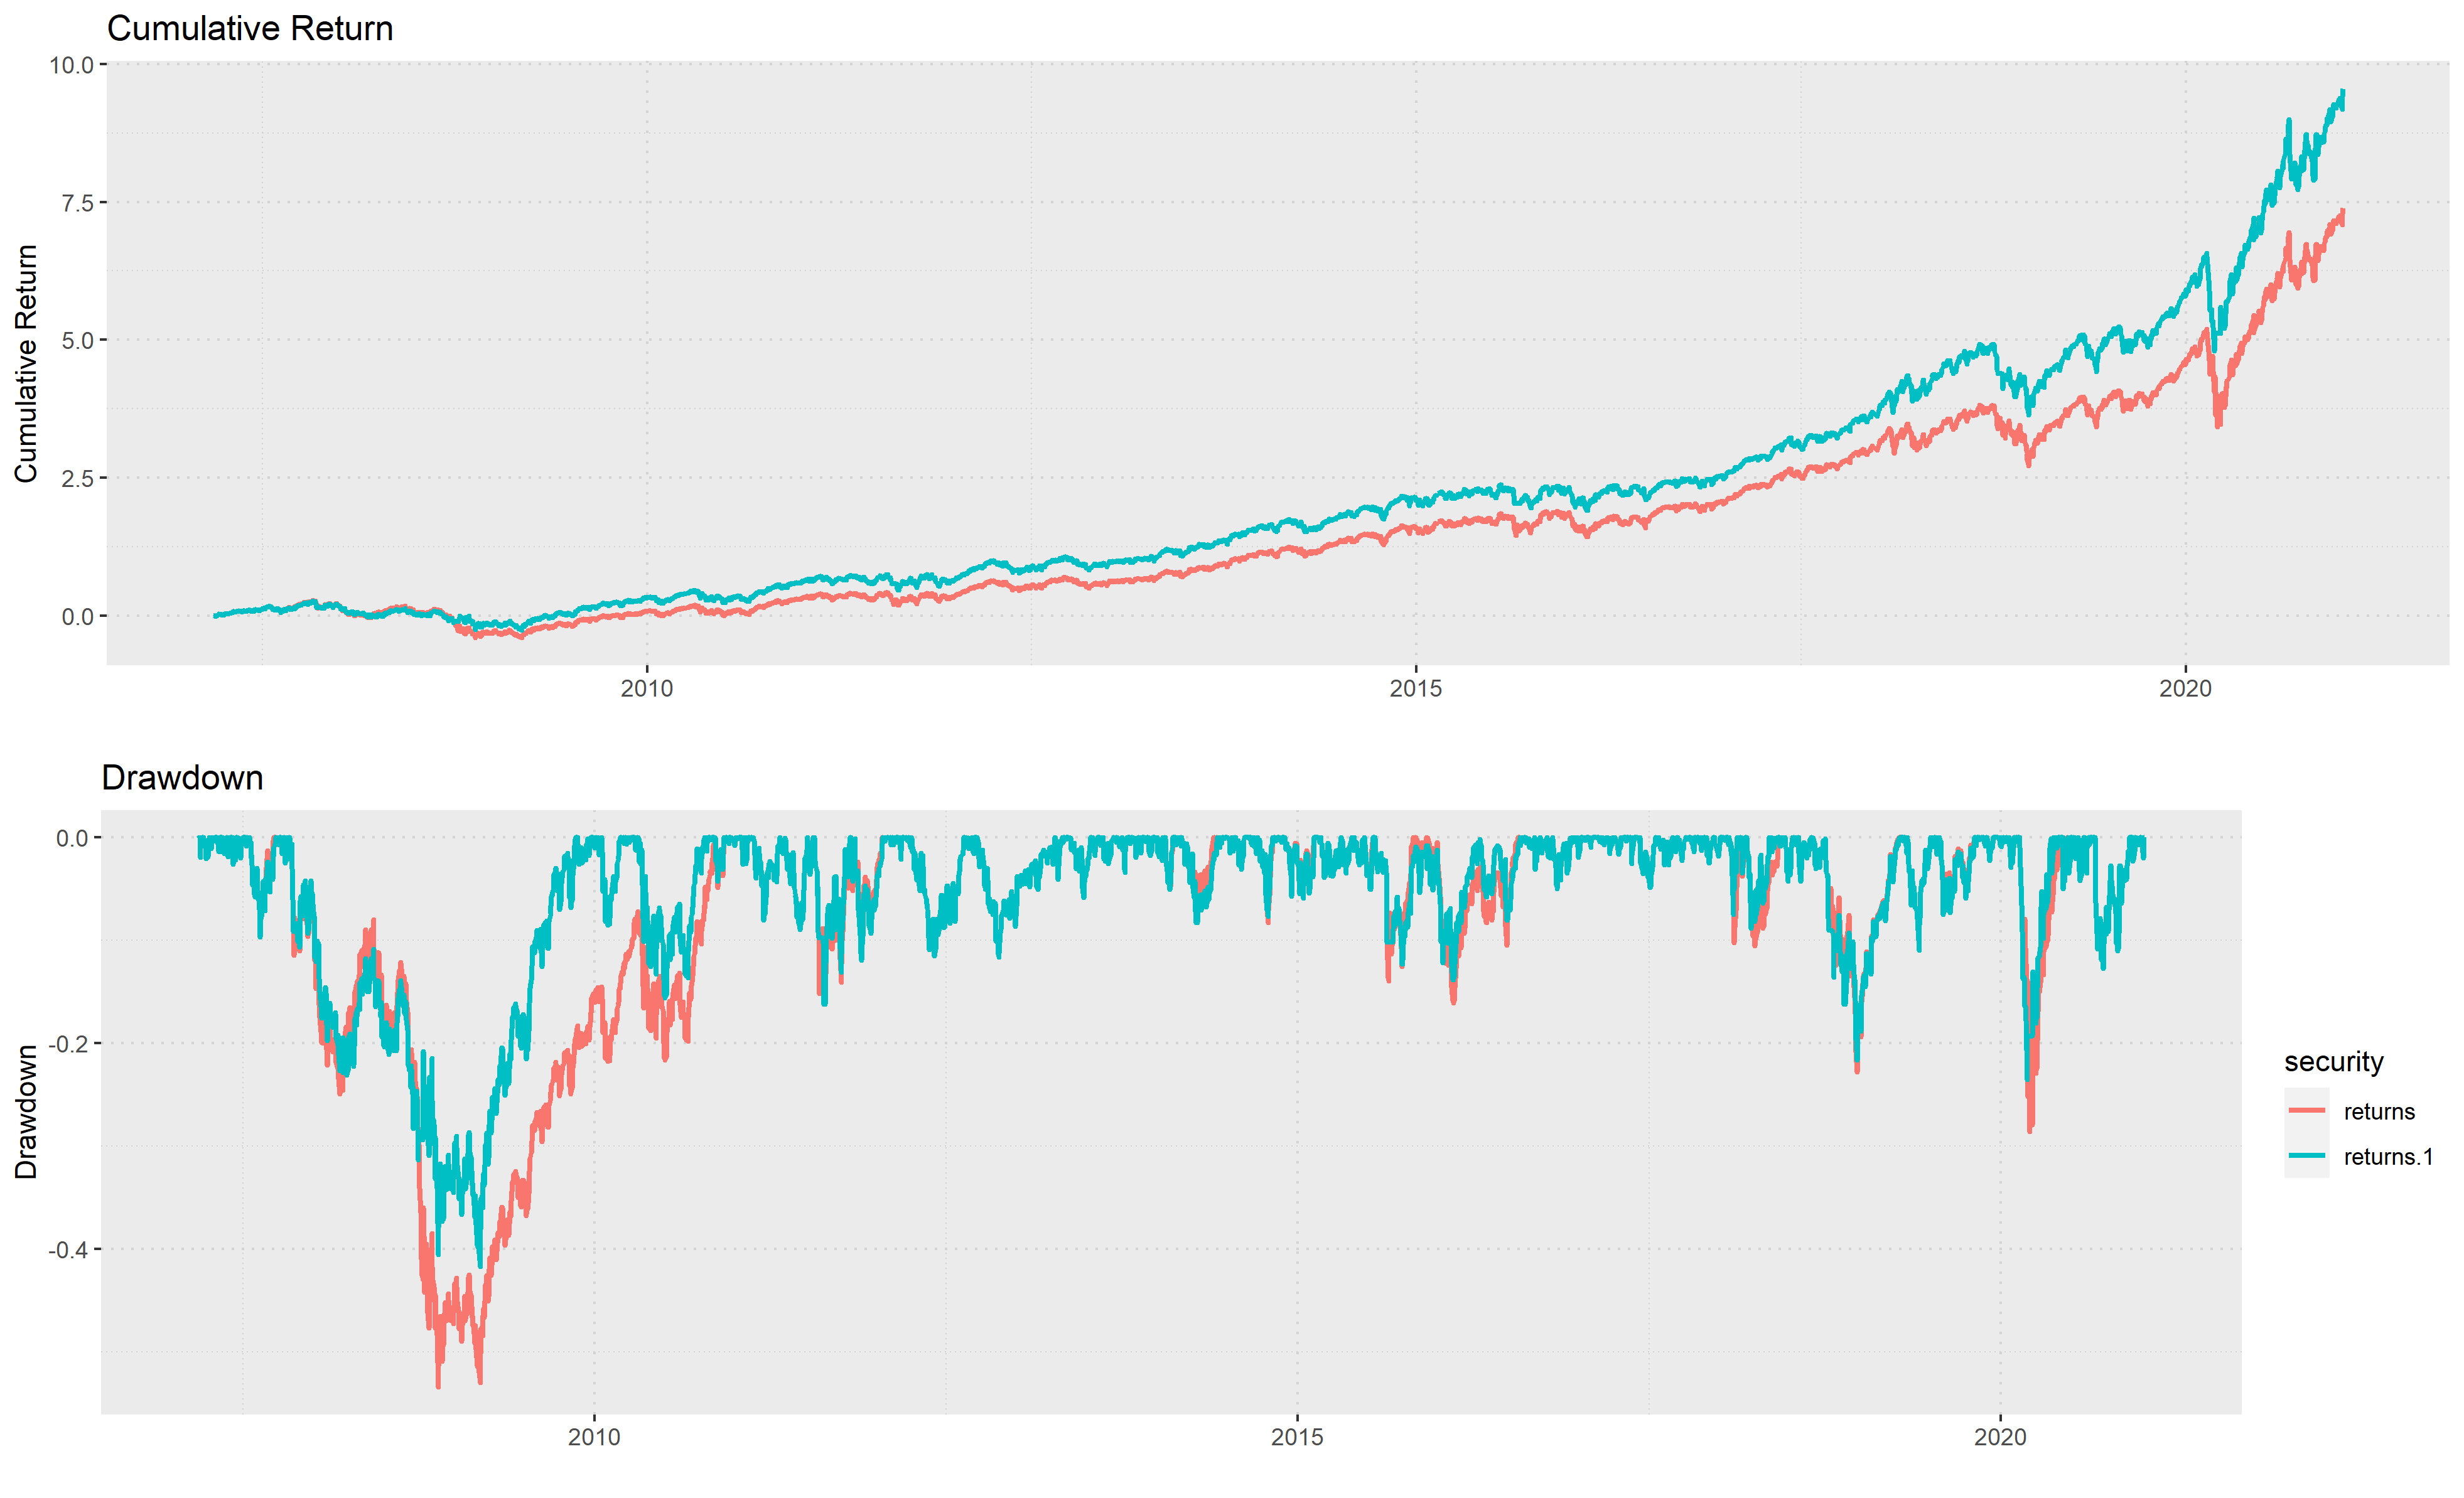 Cumulative Return
Cumulative Return
10.0
7.5
5.0
2.5
0.0
2010 2015 2020
Drawdown
Drawdown
0.0
-0.2
-0.4
2010 2015 2020
security
returns
returns.1